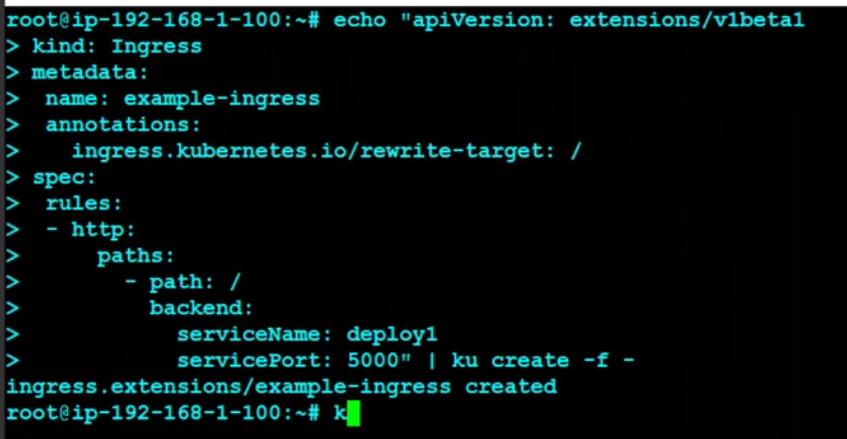 root@ip-192-168-1-100:~# echo "apiVersion: extensions/v1beta1
> kind: Ingress
> metadata:
>  name: example-ingress
>  annotations:
>    ingress.kubernetes.io/rewrite-target: /
> spec:
>  rules:
>  - http:
>      paths:
>        - path: /
>          backend:
>            serviceName: deploy1
>            servicePort: 5000" | ku create -f -
ingress.extensions/example-ingress created
root@ip-192-168-1-100:~# k